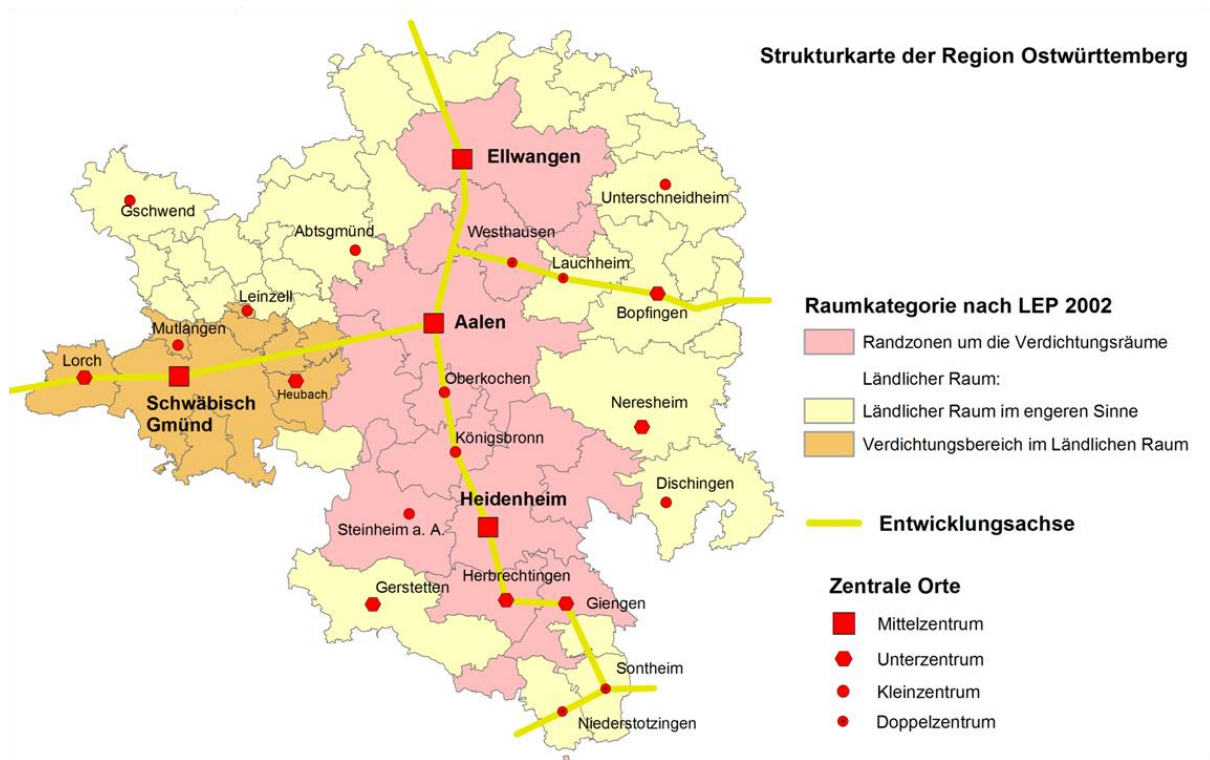 Strukturkarte der Region Ostwürttemberg
Ellwangen
Unterschneidheim
Gschwend
Abtsgmünd
Westhausen
Lauchheim
Leinzell
Bopfingen
Mutlangen
Aalen
Lorch
Oberkochen
Heubach
Schwäbisch
Gmünd
Neresheim
Königsbronn
Dischingen
Heidenheim
Steinheim a. A.
Herbrechtingen
Gerstetten
Giengen
Sontheim
Niederstotzingen
Raumkategorie nach LEP 2002
Randzonen um die Verdichtungsräume
Ländlicher Raum:
Ländlicher Raum im engeren Sinne
Verdichtungsbereich im Ländlichen Raum
Entwicklungsachse
Zentrale Orte
Mittelzentrum
Unterzentrum
Kleinzentrum
Doppelzentrum